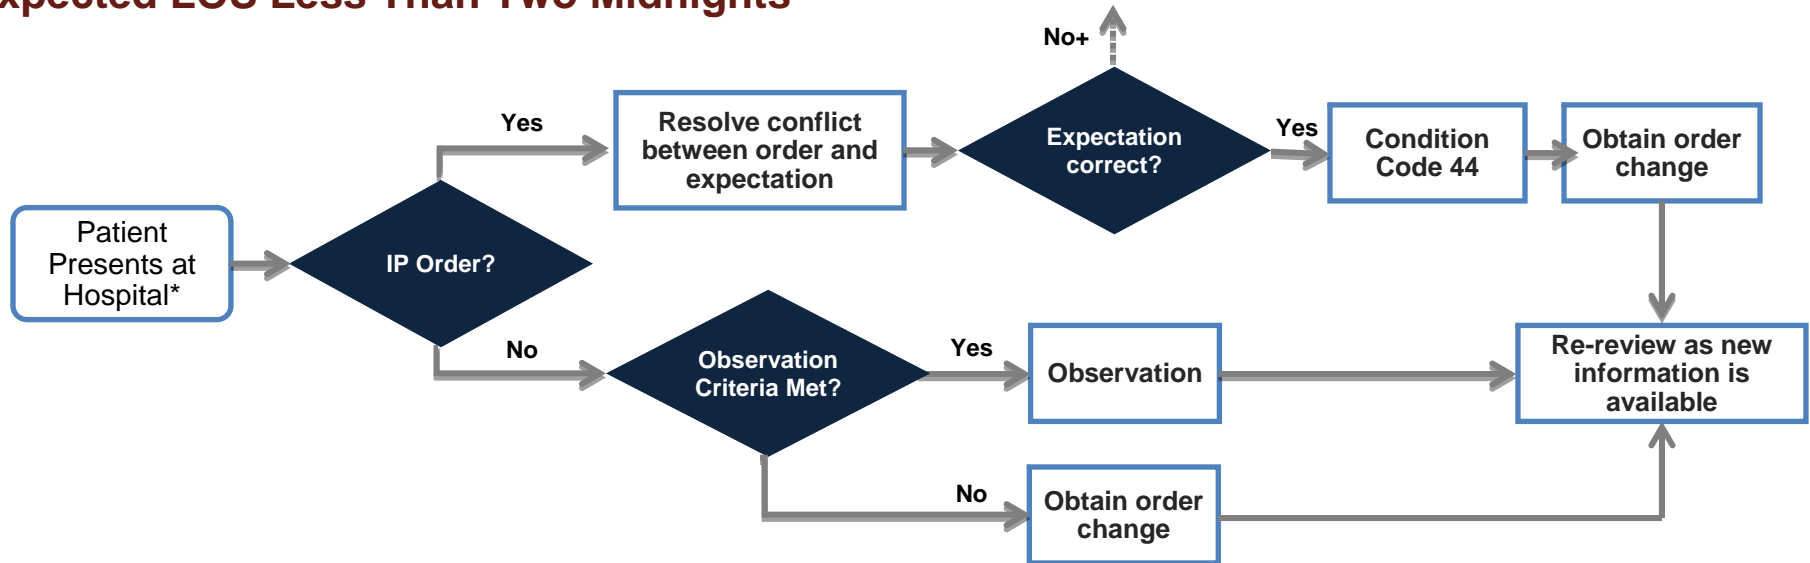 xpected LOS Less Than Two Midnights
No+
Yes
Resolve conflict
between order and
expectation
Expectation
correct?
Yes
Condition
Code 44
Obtain order
change
Patient
Presents at
Hospital*
IP Order?
No
Observation
Criteria Met?
Yes
Observation
Re-review as new
information is
available
No
Obtain order
change